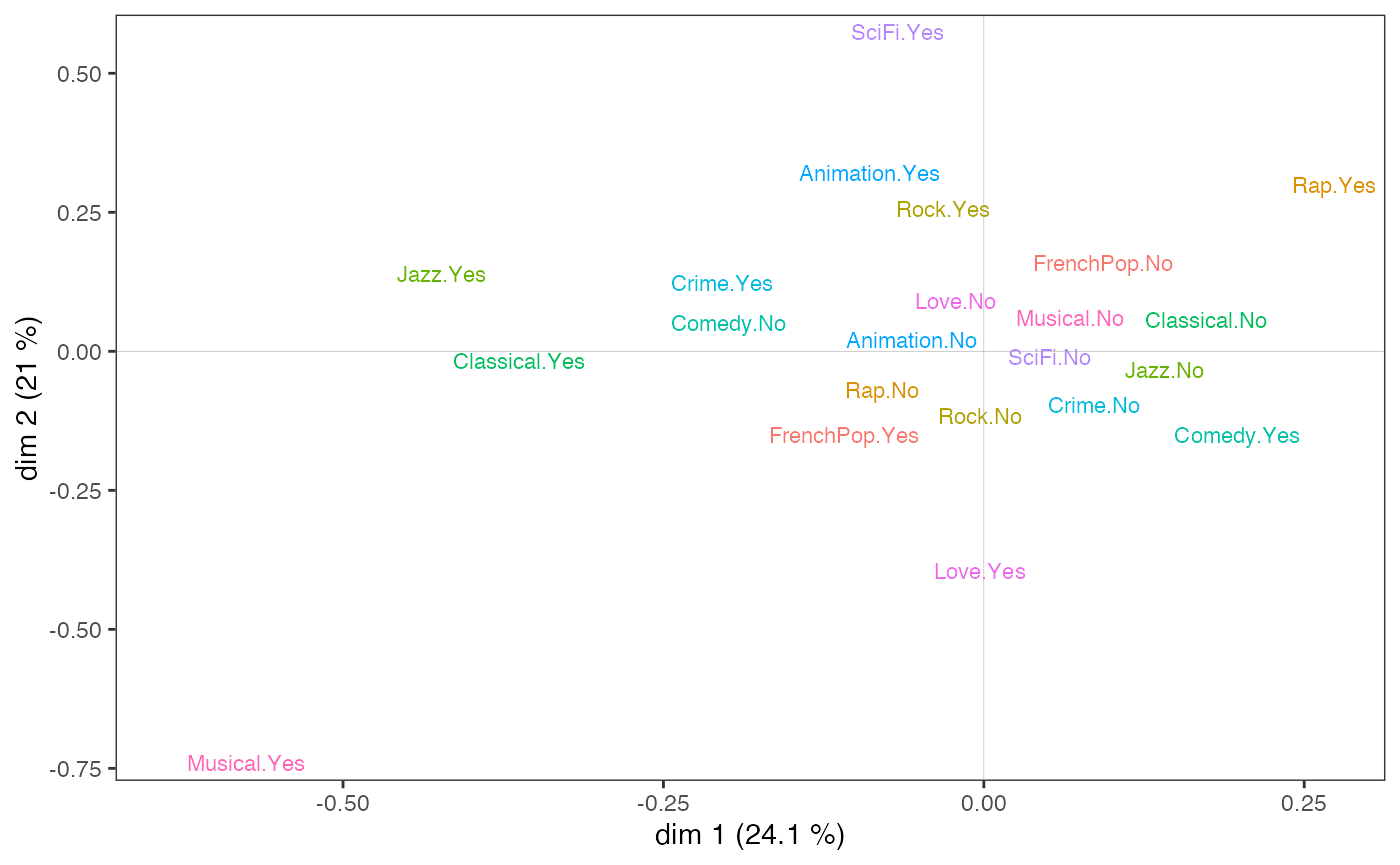 SciFi.Yes
0.50
Animation.Yes
Rap.Yes
Rock.Yes
0.25
FrenchPop.No
Jazz.Yes
Crime.Yes
Love.No
Musical.No
Classical.No
Comedy.No
Animation.No
0.00
SciFi.No
Classical.Yes
Jazz.No
Rap.No
Crime.No
Rock.No
FrenchPop.Yes
Comedy.Yes
-0.25
Love.Yes
-0.50
Musical.Yes
-0.75
dim 2 (21 %)
-0.50 -0.25 0.00 0.25
dim 1 (24.1 %)